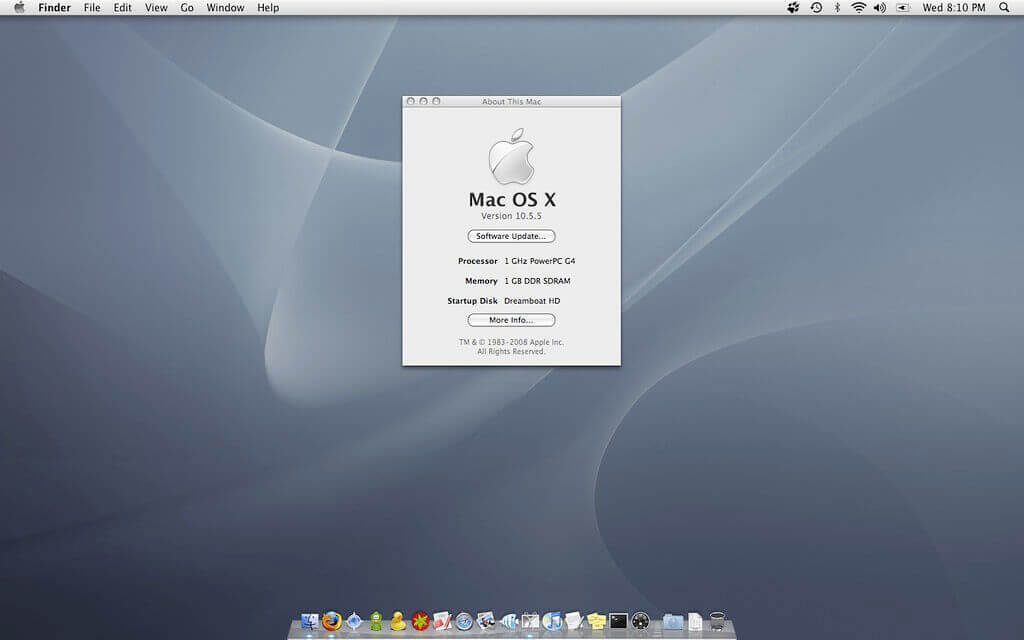 Finder File Edit View Go Window Help Wed 8:10 PM
About This Mac
Mac OS X
Version 10.5.5
Software Update...
Processor 1 GHz PowerPC G4
Memory 1 GB DDR SDRAM
Startup Disk Dreamboat HD
More Info...
TM & © 1983-2008 Apple Inc.
All Rights Reserved.